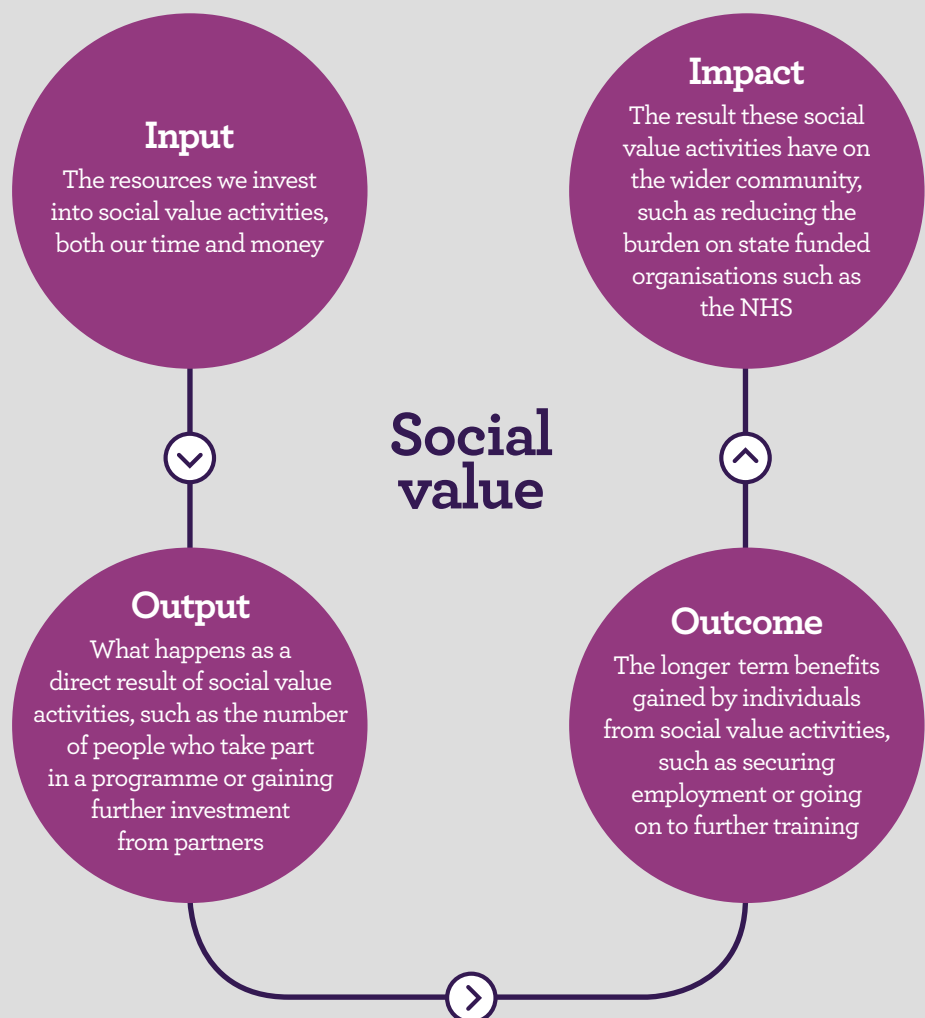 Input
The resources we invest
into social value activities,
both our time and money
Output
What happens as a
direct result of social value
activities, such as the number
of people who take part
in a programme or gaining
further investment
from partners
Social
value
Outcome
The longer term benefits
gained by individuals
from social value activities,
such as securing
employment or going
on to further training
Impact
The result these social
value activities have on
the wider community,
such as reducing the
burden on state funded
organisations such as
the NHS